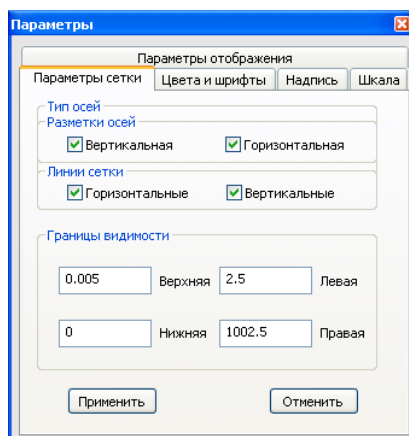 Параметры
Параметры отображения
Параметры сетки Цвета и шрифты Надпись Шкала
Тип осей
Разметки осей
Вертикальная Горизонтальная
Линии сетки
Горизонтальные Вертикальные
Границы видимости
0.005 Верхняя 2.5 Левая
0 Нижняя 1002.5 Правая
Применить Отменить